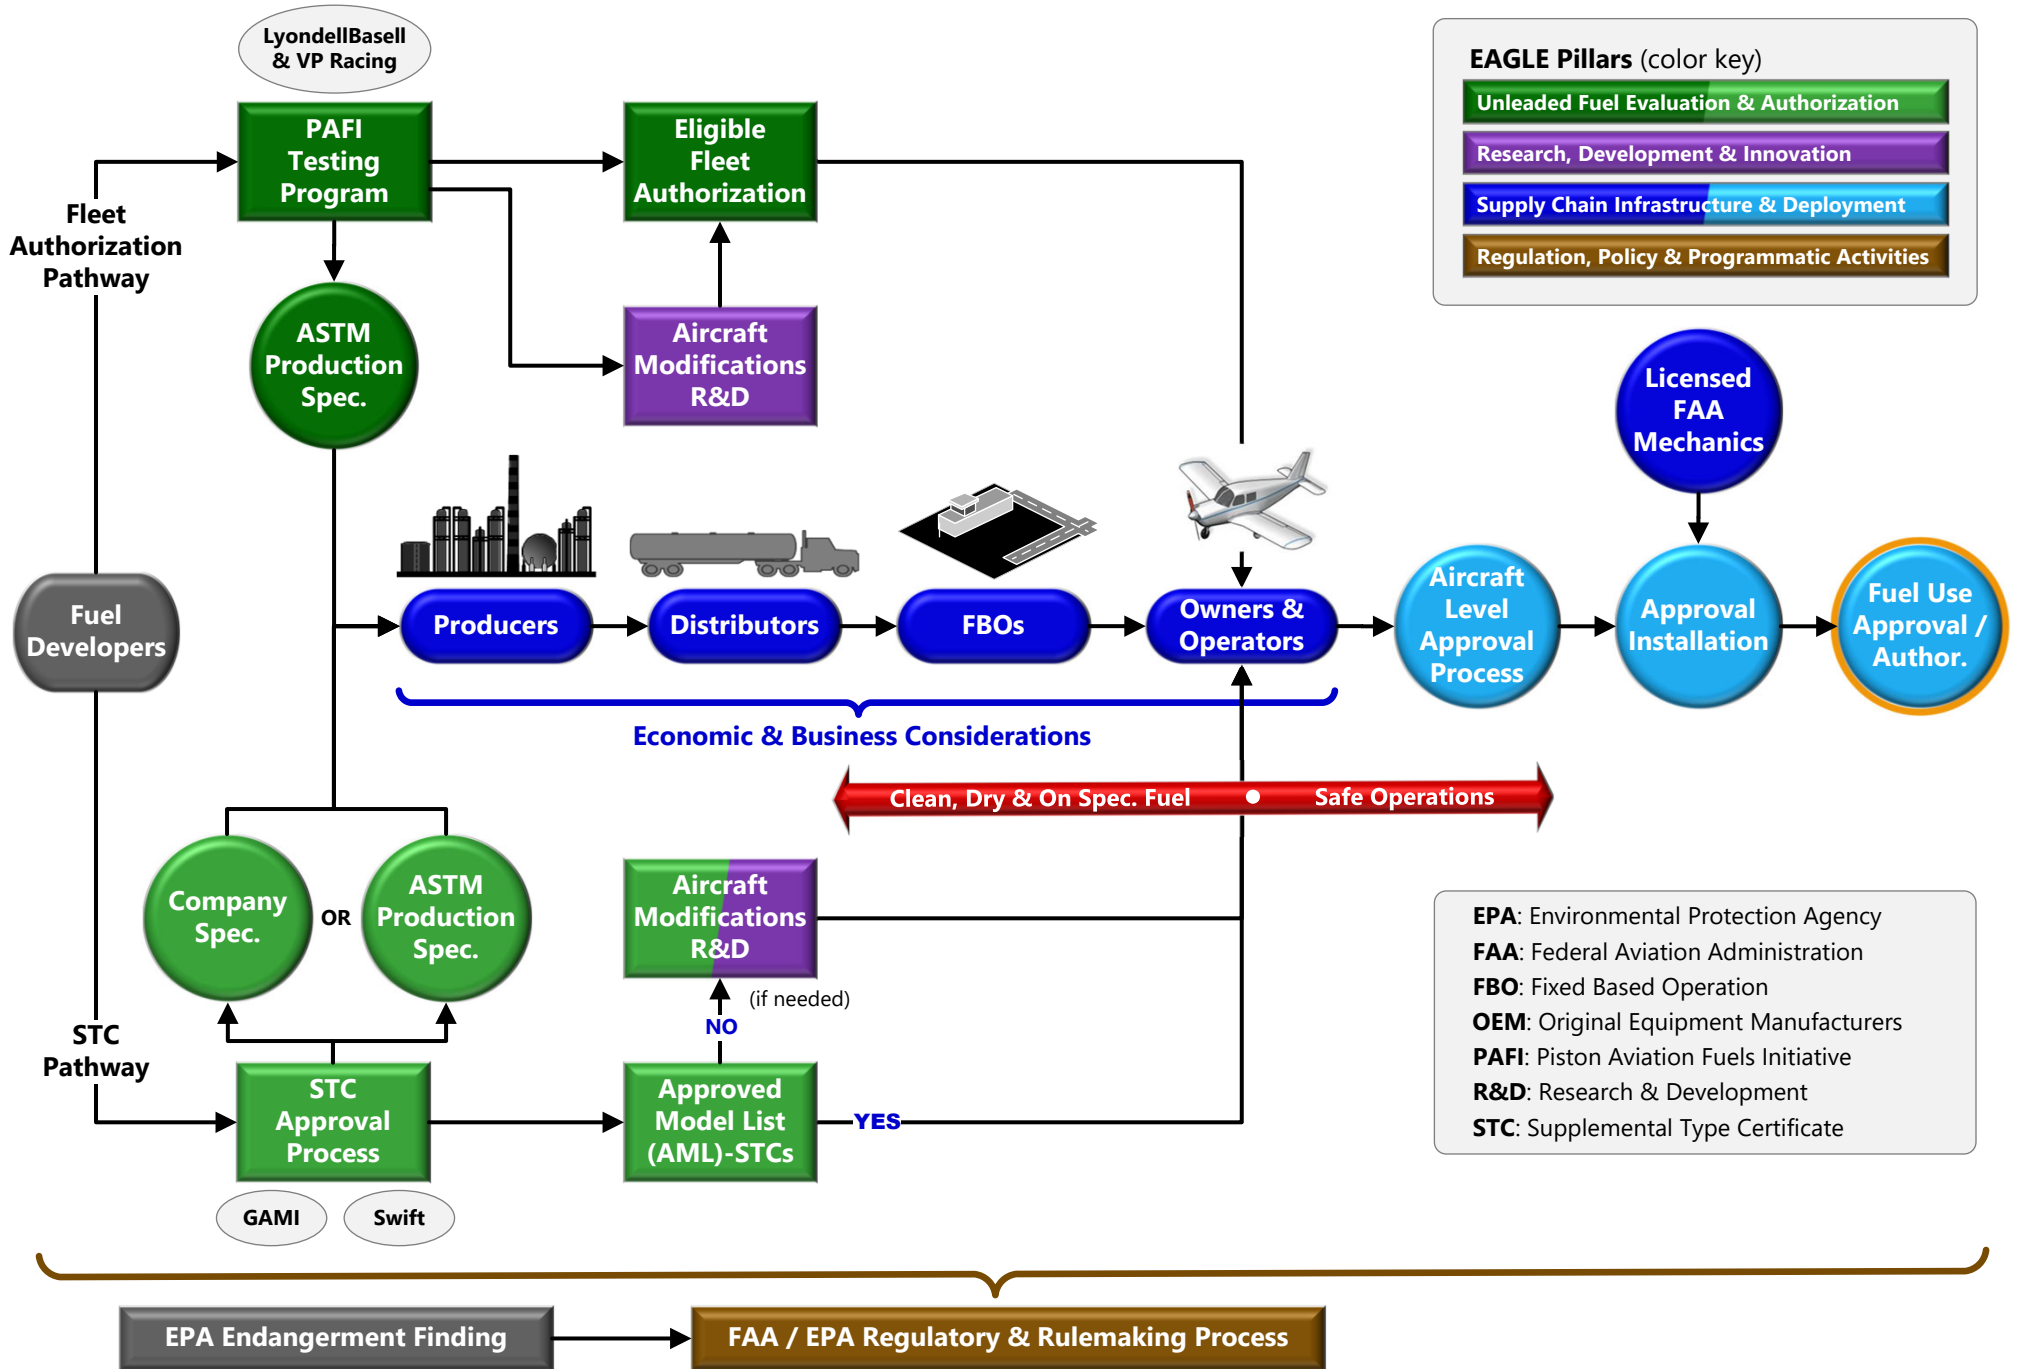 LyondellBasell
& VP Racing
EAGLE Pillars (color key)
Unleaded Fuel Evaluation & Authorization
Research, Development & Innovation
Supply Chain Infrastructure & Deployment
Regulation, Policy & Programmatic Activities
PAFI
Testing
Program
Eligible
Fleet
Authorization
Fleet
Authorization
Pathway
ASTM
Production
Spec.
Aircraft
Modifications
R&D
Licensed
FAA
Mechanics
Fuel
Developers
Producers
Distributors
FBOs
Owners &
Operators
Aircraft
Level
Approval
Process
Approval
Installation
Fuel Use
Approval /
Author.
Economic & Business Considerations
Clean, Dry & On Spec. Fuel • Safe Operations
Company
Spec.
OR
ASTM
Production
Spec.
Aircraft
Modifications
R&D
(if needed)
NO
STC
Pathway
STC
Approval
Process
Approved
Model List
(AML)-STCs
YES
GAMI
Swift
EPA: Environmental Protection Agency
FAA: Federal Aviation Administration
FBO: Fixed Based Operation
OEM: Original Equipment Manufacturers
PAFI: Piston Aviation Fuels Initiative
R&D: Research & Development
STC: Supplemental Type Certificate
EPA Endangerment Finding
FAA / EPA Regulatory & Rulemaking Process